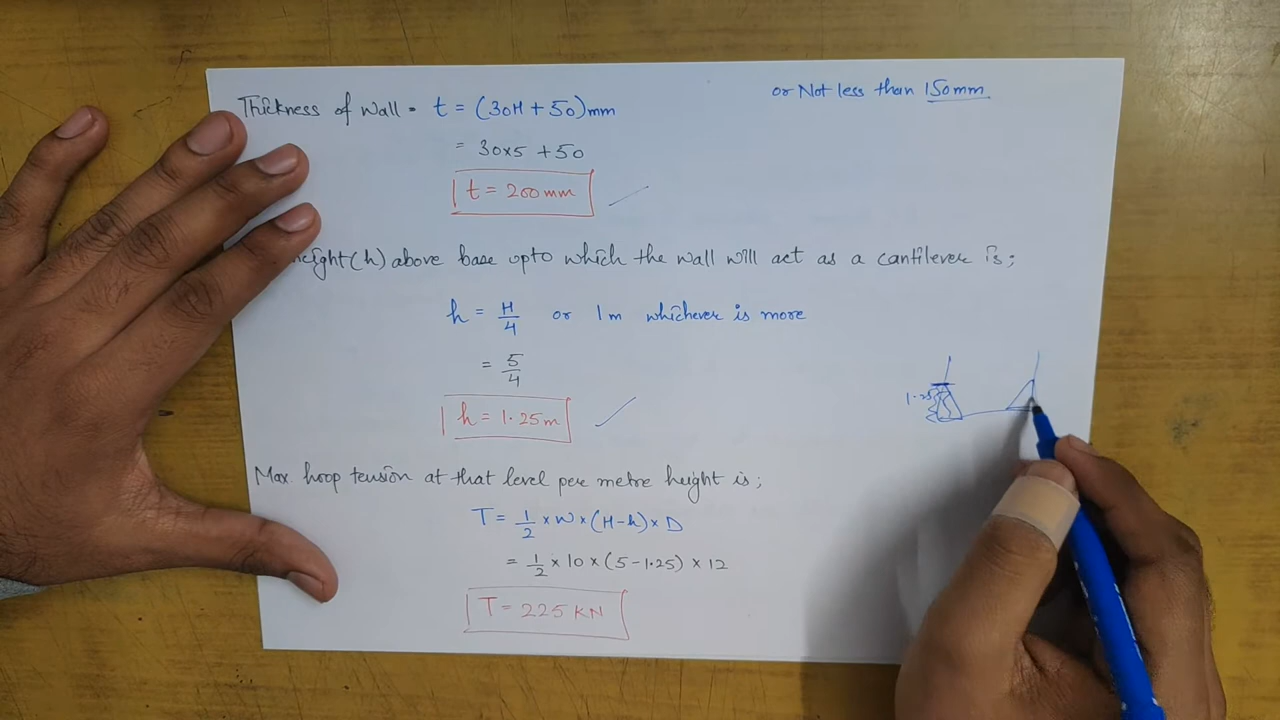 Thickness of wall = t = (30H + 50)mm
or Not less than 150mm
= 30x5 + 50
t = 200mm
height(h) above base upto which the wall will act as a cantilever is;
h = H/4 or 1m whichever is more
= 5/4
h = 1.25m
1.25
Max. hoop tension at that level per metre height is;
T = 1/2 × w × (H-h) × D
= 1/2 × 10 × (5-1.25) × 12
T = 225 KN